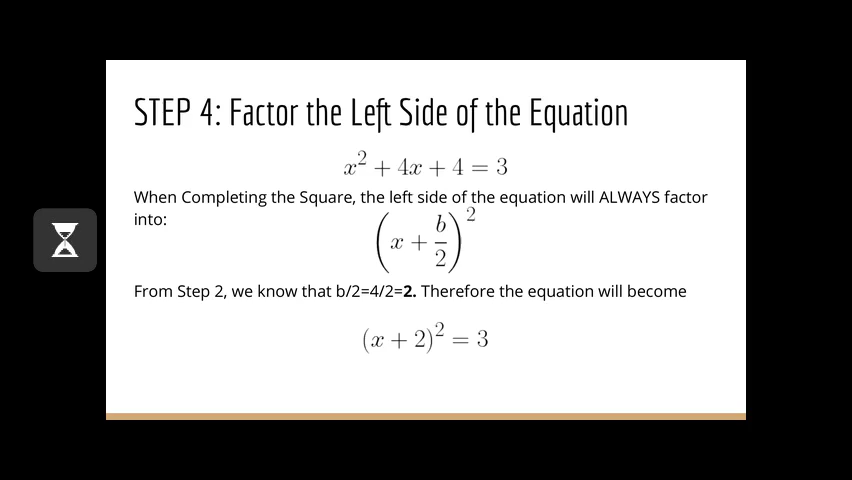 STEP 4: Factor the Left Side of the Equation
x² + 4x + 4 = 3
When Completing the Square, the left side of the equation will ALWAYS factor
into:
(x + b/2)²
From Step 2, we know that b/2=4/2=2. Therefore the equation will become
(x + 2)² = 3